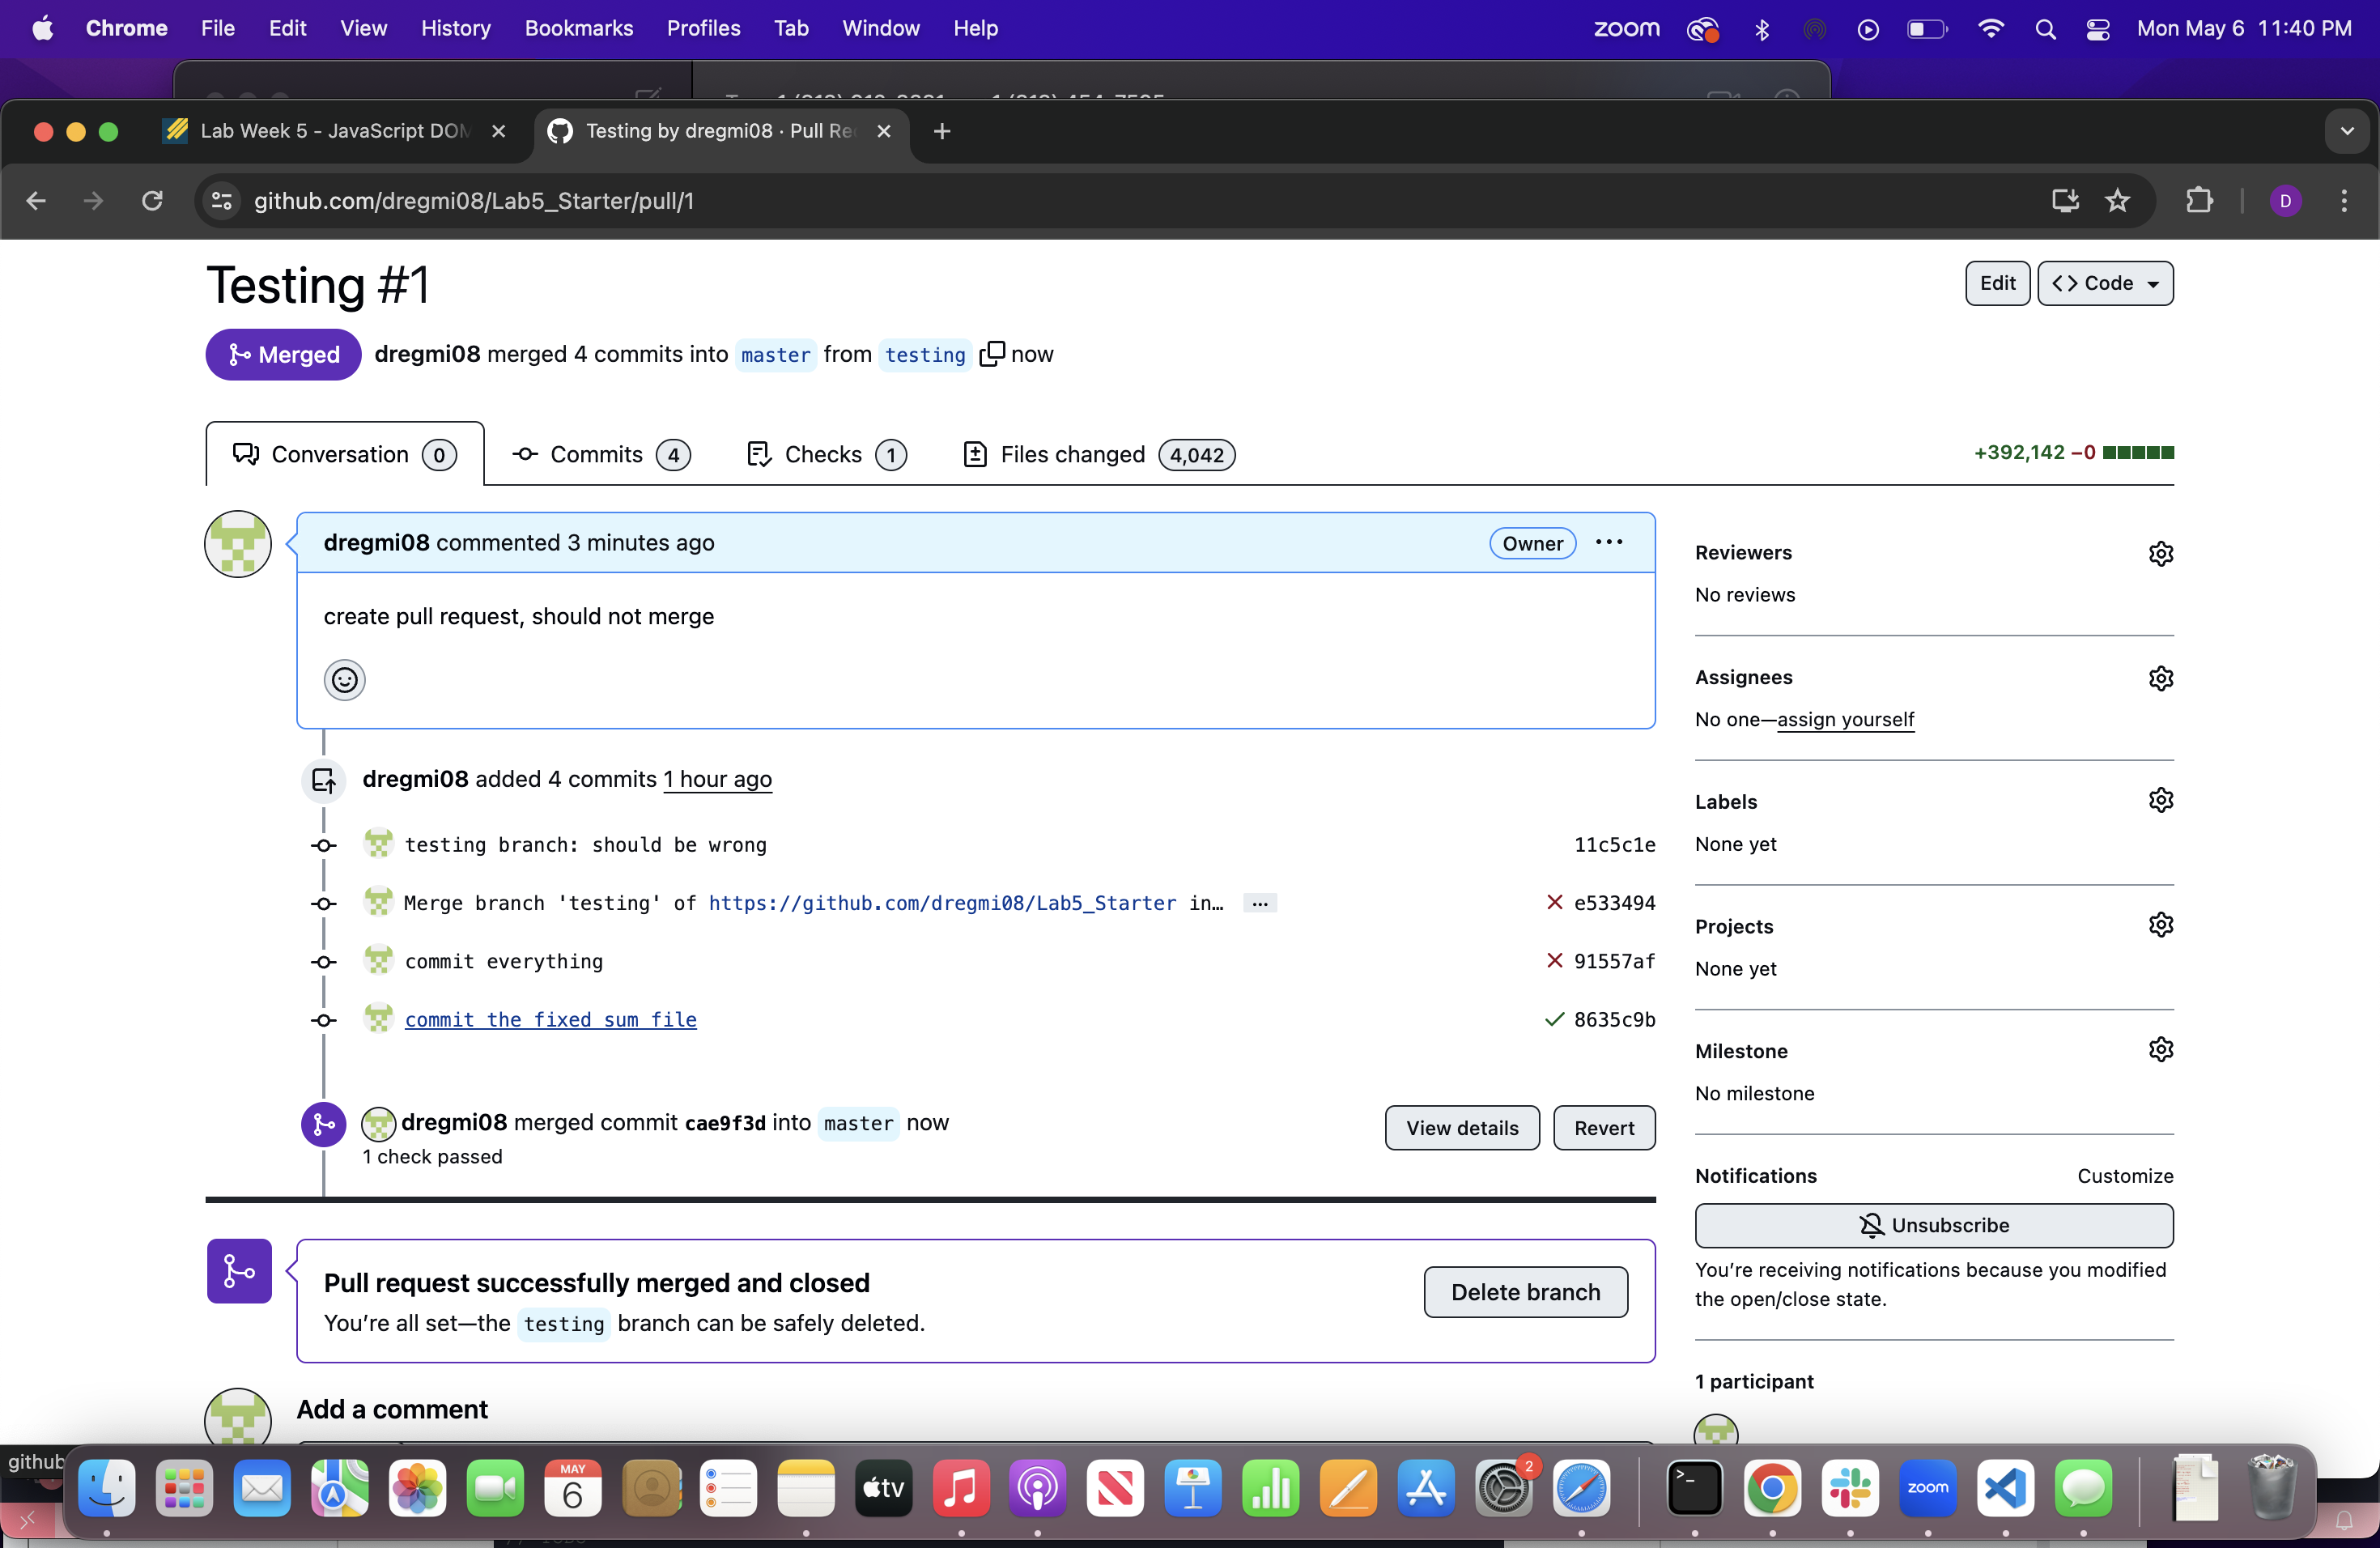 Chrome File Edit View History Bookmarks Profiles Tab Window Help zoom Mon May 6 11:40 PM
Lab Week 5 - JavaScript DOM Testing by dregmi08 · Pull Re
github.com/dregmi08/Lab5_Starter/pull/1 D
Testing #1 Edit Code
Merged dregmi08 merged 4 commits into master from testing now
Conversation 0 Commits 4 Checks 1 Files changed 4,042 +392,142 −0
dregmi08 commented 3 minutes ago Owner ···
create pull request, should not merge
dregmi08 added 4 commits 1 hour ago
testing branch: should be wrong 11c5c1e
Merge branch 'testing' of https://github.com/dregmi08/Lab5_Starter in… … e533494
commit everything 91557af
commit the fixed sum file 8635c9b
dregmi08 merged commit cae9f3d into master now View details Revert
1 check passed
Pull request successfully merged and closed
You're all set—the testing branch can be safely deleted. Delete branch
Add a comment
Reviewers
No reviews
Assignees
No one—assign yourself
Labels
None yet
Projects
None yet
Milestone
No milestone
Notifications Customize
Unsubscribe
You're receiving notifications because you modified
the open/close state.
1 participant
github
MAY
6
tv
2
zoom